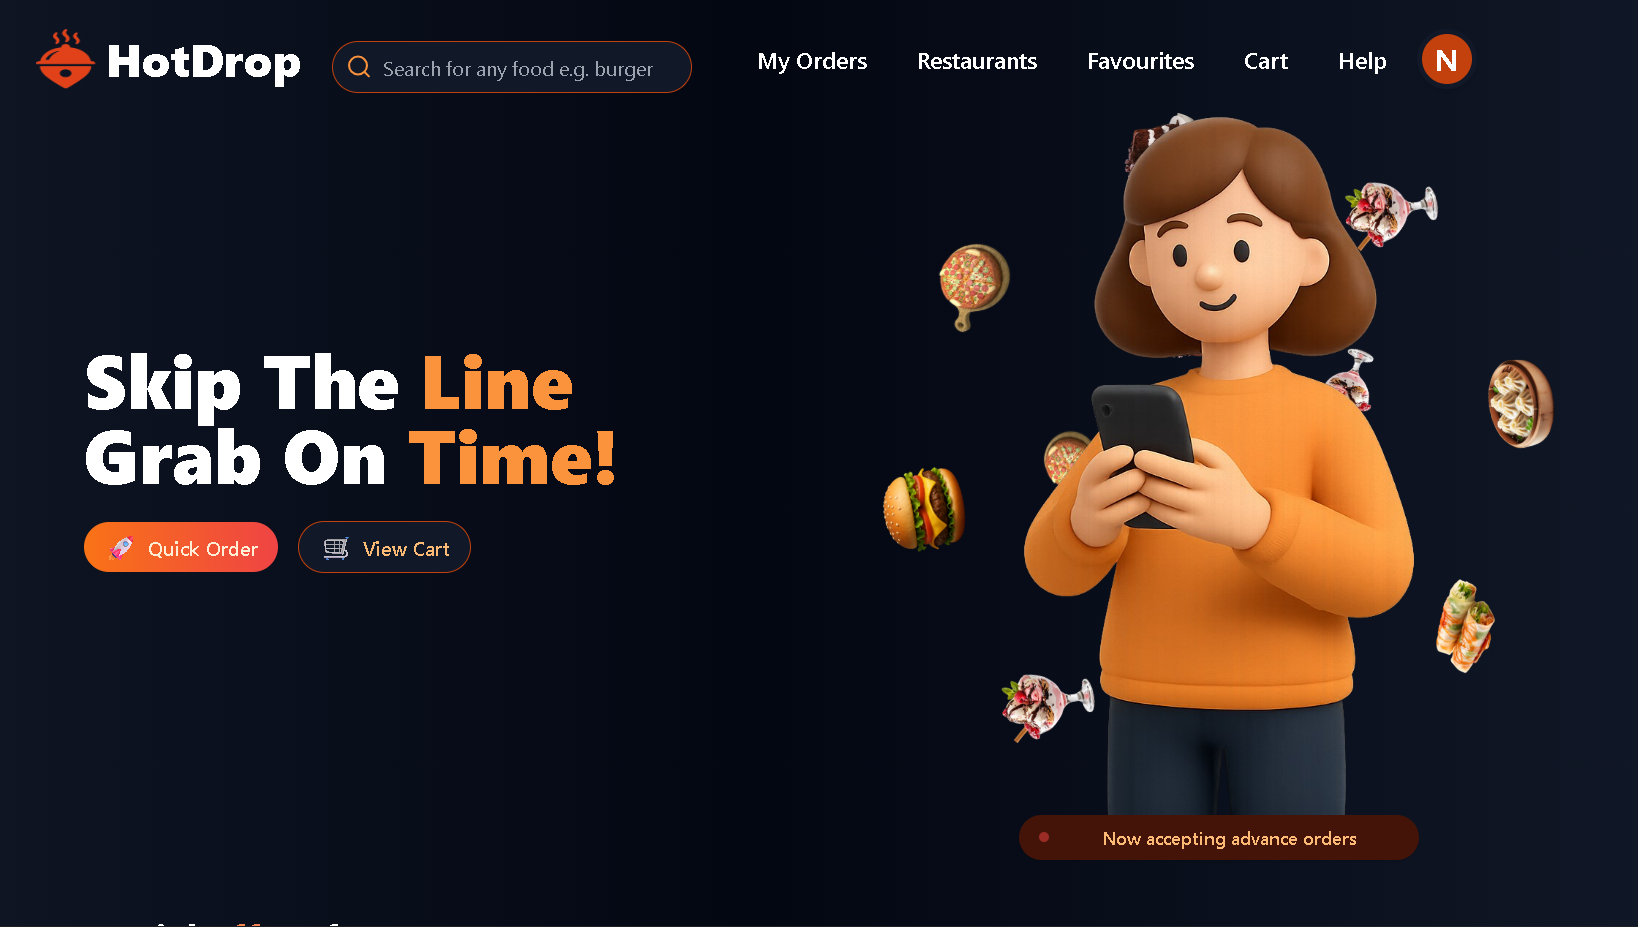 HotDrop
Search for any food e.g. burger
My Orders
Restaurants
Favourites
Cart
Help
N
Skip The Line
Grab On Time!
Quick Order
View Cart
Now accepting advance orders